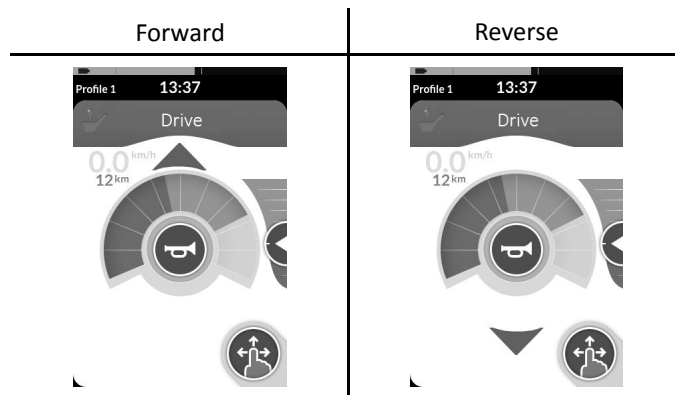 Forward
Reverse
Profile 1 13:37
Drive
0.0 km/h
12 km
Profile 1 13:37
Drive
0.0 km/h
12 km